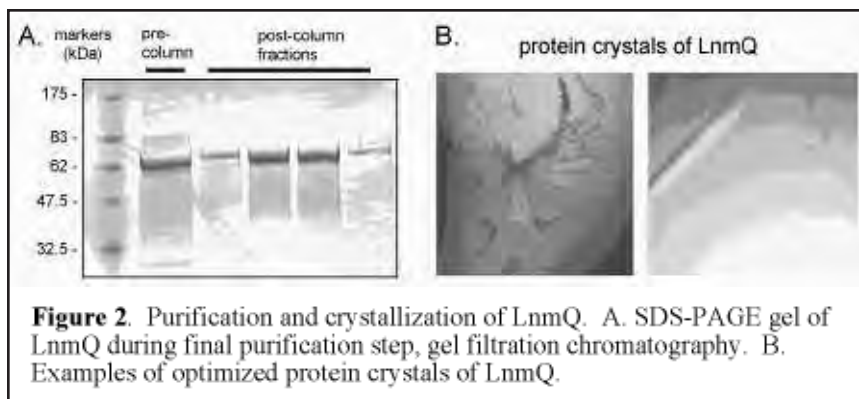 A.
markers
(kDa)
pre-
column
post-column
fractions
175 -
83 -
62 -
47.5 -
32.5 -
B.
protein crystals of LnmQ
Figure 2. Purification and crystallization of LnmQ. A. SDS-PAGE gel of
LnmQ during final purification step, gel filtration chromatography. B.
Examples of optimized protein crystals of LnmQ.